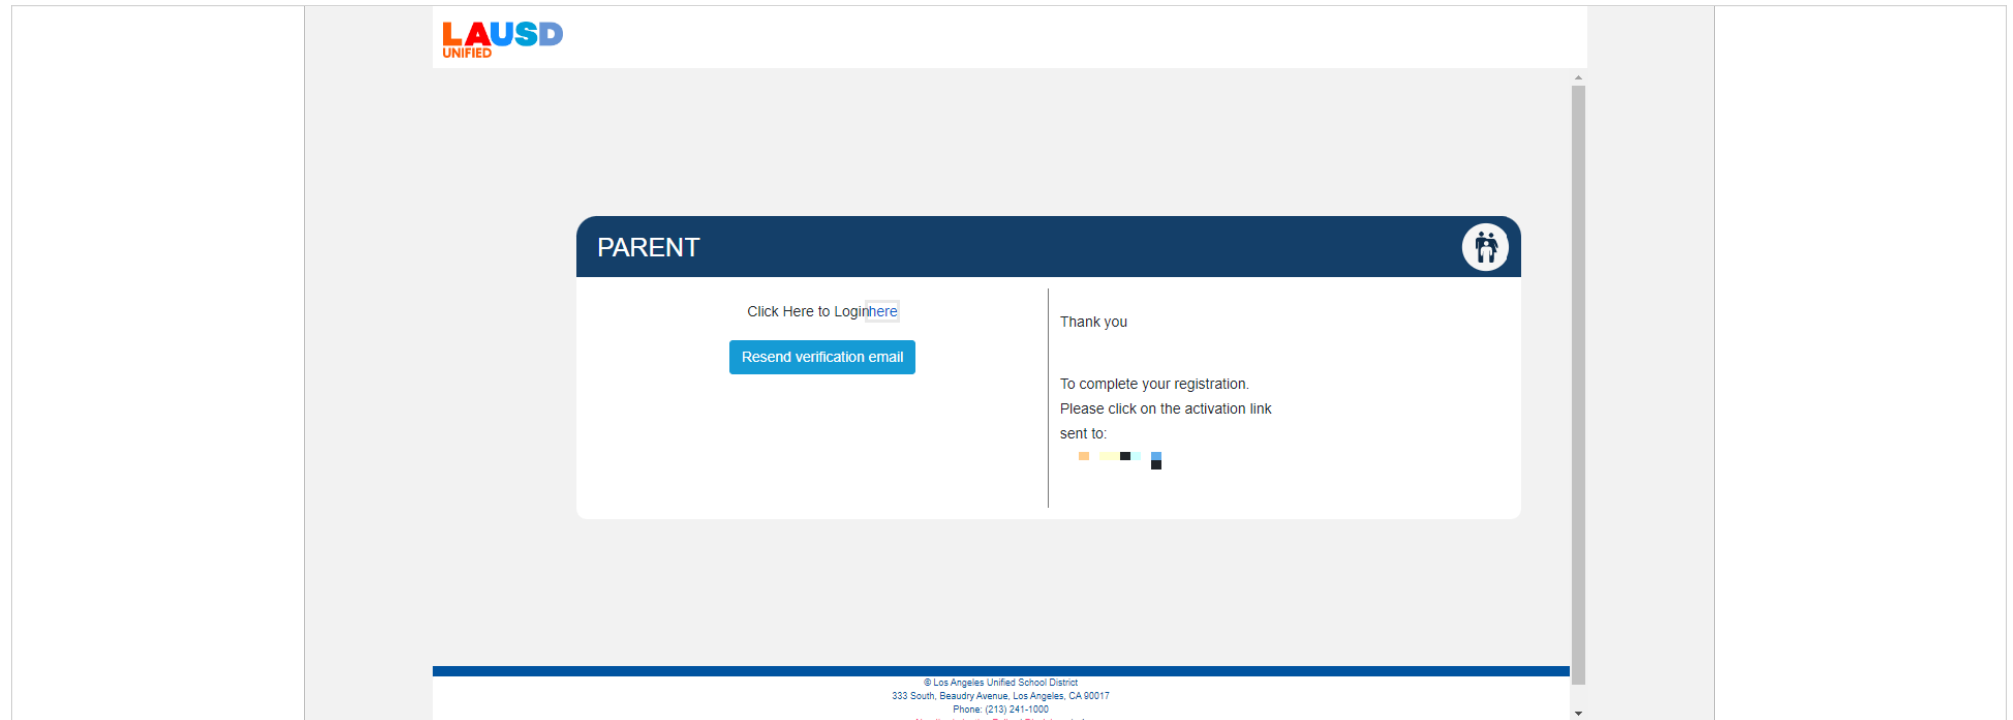 LAUSD
UNIFIED
PARENT
Click Here to Loginhere
Resend verification email
Thank you
To complete your registration.
Please click on the activation link
sent to:
© Los Angeles Unified School District
333 South, Beaudry Avenue, Los Angeles, CA 90017
Phone: (213) 241-1000